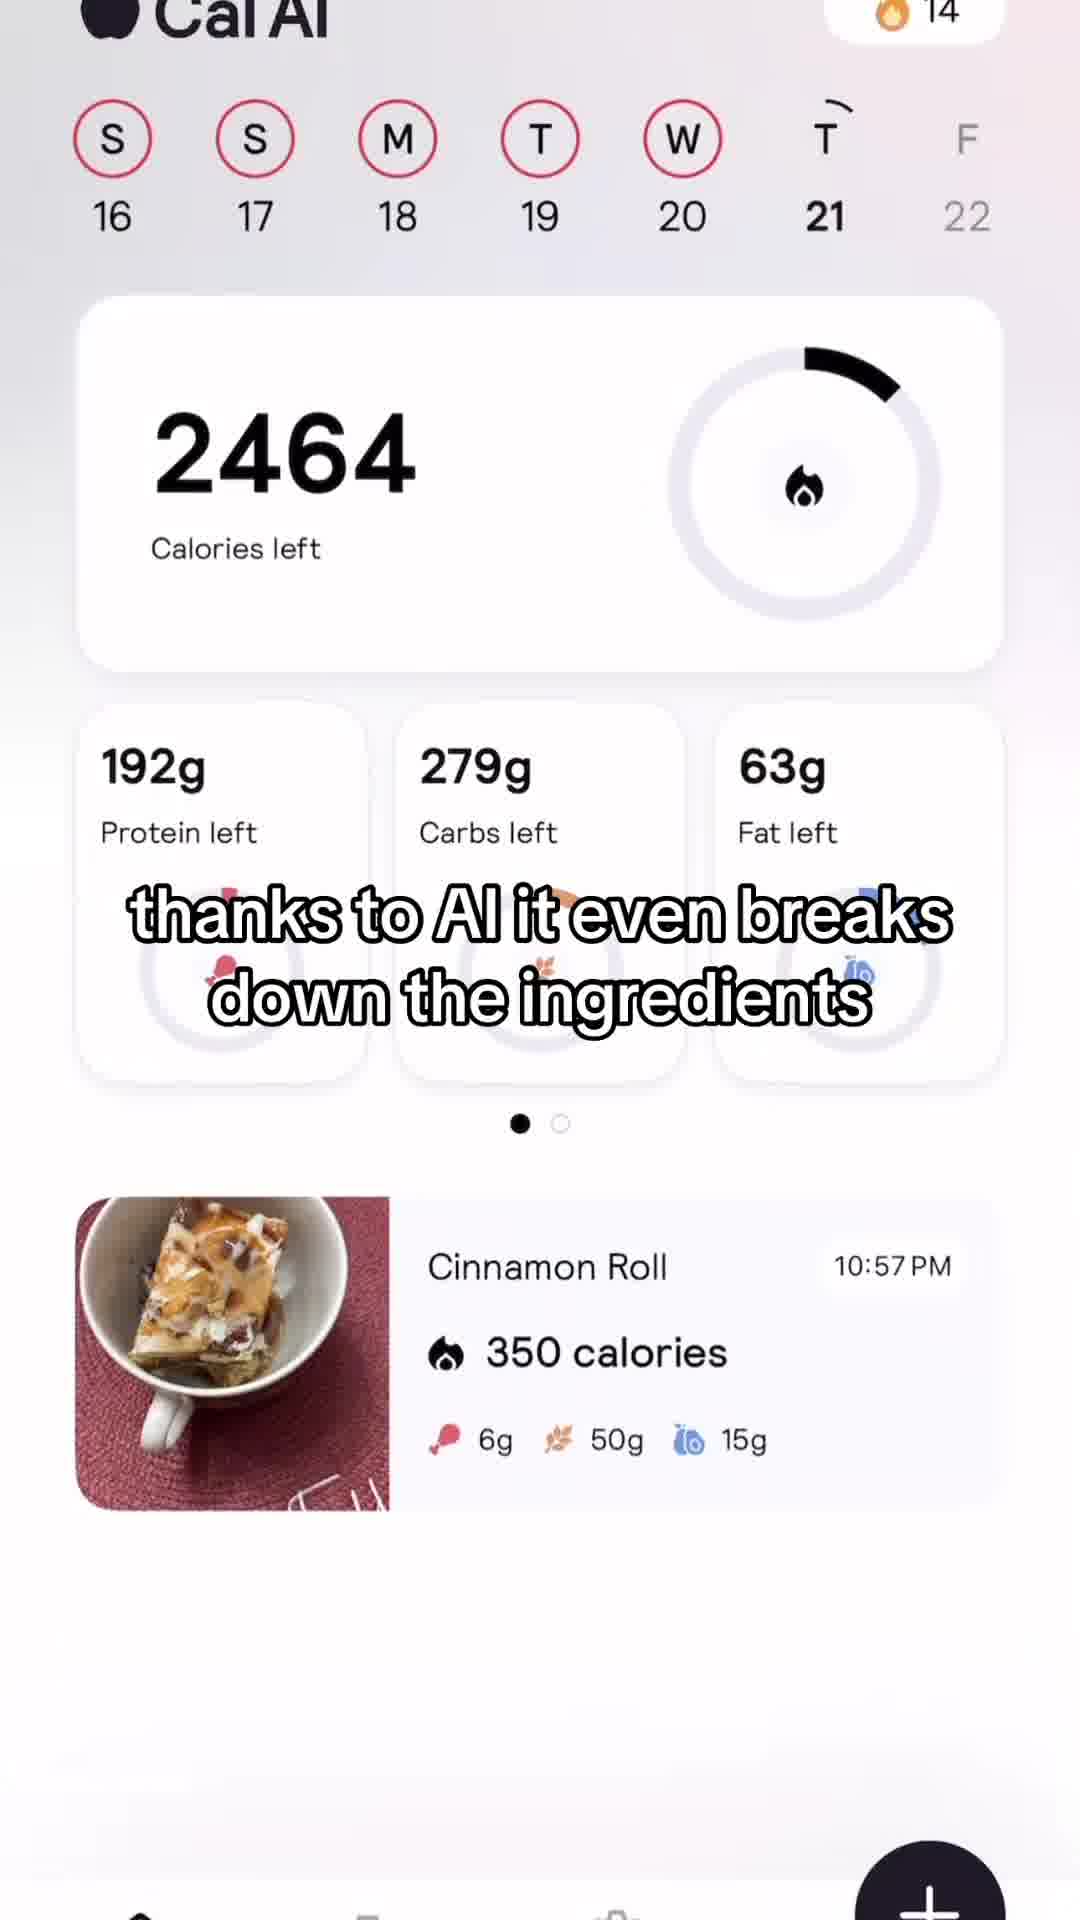 Cal AI
14
S S M T W T F
16 17 18 19 20 21 22
2464
Calories left
192g 279g 63g
Protein left Carbs left Fat left
thanks to AI it even breaks
down the ingredients
Cinnamon Roll 10:57 PM
350 calories
6g 50g 15g